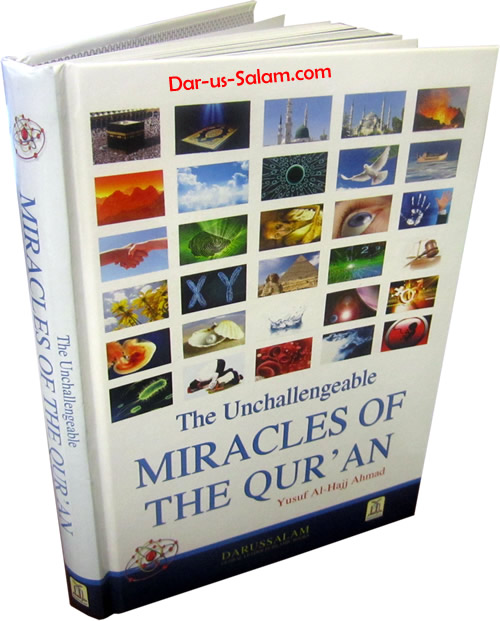 Dar-us-Salam.com
The Unchallengeable
MIRACLES OF
THE QUR'AN
Yusuf Al-Hajj Ahmad
DARUSSALAM
The Unchallengeable
MIRACLES OF THE QUR'AN
XY